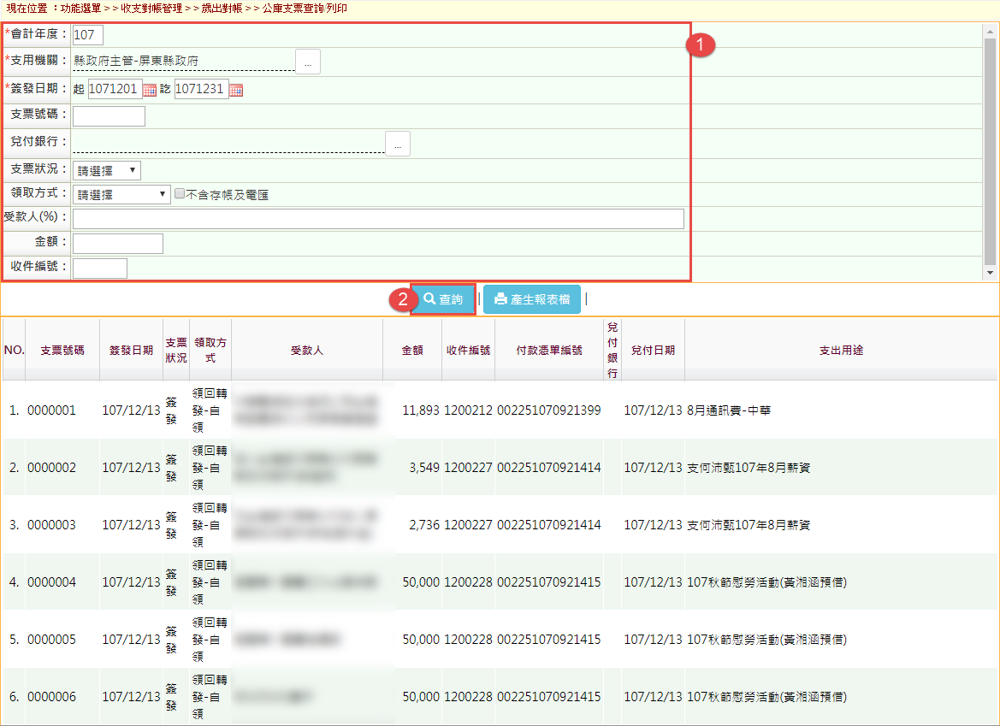 現在位置 ：功能選單 > > 收支對帳管理 > > 歲出對帳 > > 公庫支票查詢/列印
*會計年度： 107
*支用機關： 縣政府主管-屏東縣政府 ...
*簽發日期： 起 1071201 訖 1071231
支票號碼：
兌付銀行： ...
支票狀況： 請選擇
領取方式： 請選擇 不含存帳及電匯
受款人(%)：
金額：
收件編號：
1
2 查詢 | 產生報表檔 |
NO. 支票號碼 簽發日期 支票狀況 領取方式 受款人 金額 收件編號 付款憑單編號 兌付銀行 兌付日期 支出用途
1. 0000001 107/12/13 簽發 領回轉發-自領 11,893 1200212 002251070921399 107/12/13 8月通訊費-中華
2. 0000002 107/12/13 簽發 領回轉發-自領 3,549 1200227 002251070921414 107/12/13 支何沛甄107年8月薪資
3. 0000003 107/12/13 簽發 領回轉發-自領 2,736 1200227 002251070921414 107/12/13 支何沛甄107年8月薪資
4. 0000004 107/12/13 簽發 領回轉發-自領 50,000 1200228 002251070921415 107/12/13 107秋節慰勞活動(黃湘涵預借)
5. 0000005 107/12/13 簽發 領回轉發-自領 50,000 1200228 002251070921415 107/12/13 107秋節慰勞活動(黃湘涵預借)
6. 0000006 107/12/13 簽發 領回轉發-自領 50,000 1200228 002251070921415 107/12/13 107秋節慰勞活動(黃湘涵預借)